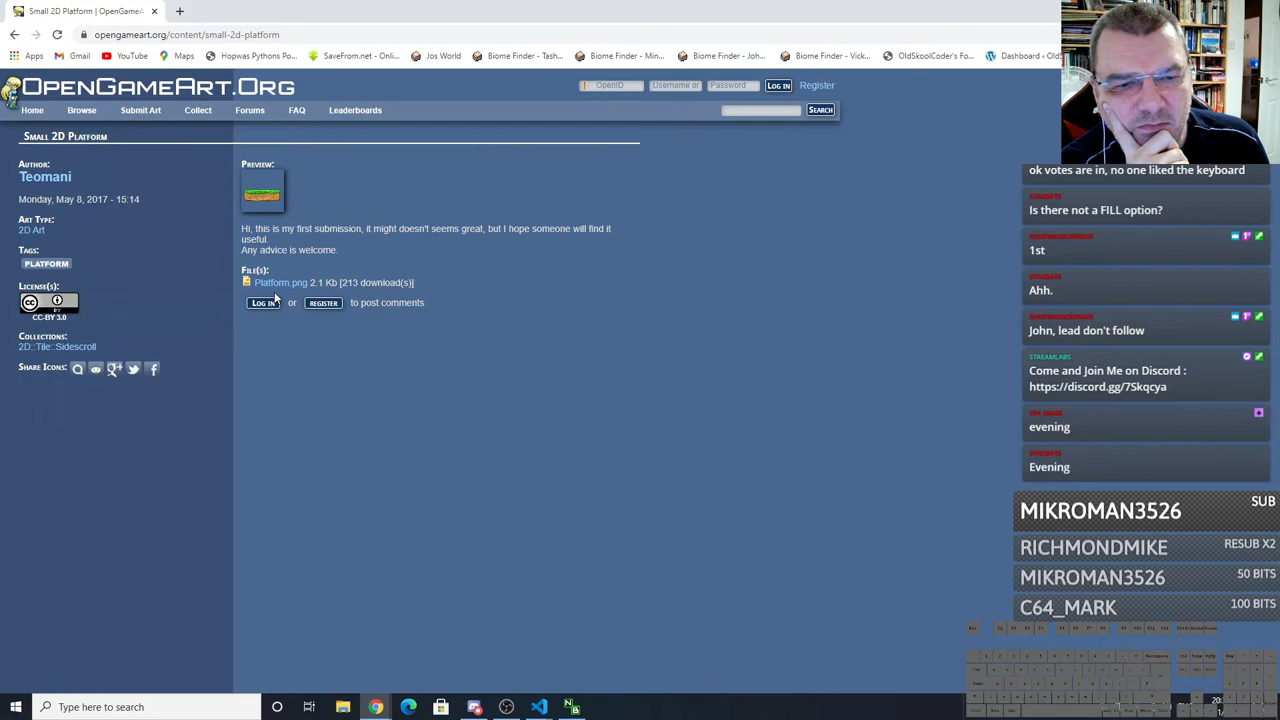 Small 2D Platform | OpenGameA
opengameart.org/content/small-2d-platform
Apps Gmail YouTube Maps Hopwas Pythons Po... SaveFrom.net - Onli... Jos World Biome Finder - Tash... Biome Finder - Min... Biome Finder - Joh... Biome Finder - Vick... OldSkoolCoder's Fo... Dashboard ‹ Old
OpenGameArt.Org
OpenID Username or Password Log in Register
Home Browse Submit Art Collect Forums FAQ Leaderboards Search
Small 2D Platform
Author:
Teomani
Monday, May 8, 2017 - 15:14
Art Type:
2D Art
Tags:
PLATFORM
License(s):
CC-BY 3.0
Collections:
2D::Tile::Sidescroll
Share Icons:
Preview:
Hi, this is my first submission, it might doesn't seems great, but I hope someone will find it
useful.
Any advice is welcome.
File(s):
Platform.png 2.1 Kb [213 download(s)]
Log in or register to post comments
ok votes are in, no one liked the keyboard
Is there not a FILL option?
1st
Ahh.
John, lead don't follow
STREAMLABS
Come and Join Me on Discord :
https://discord.gg/7Skqcya
C64_MARK
evening
Evening
MIKROMAN3526 SUB
RICHMONDMIKE RESUB X2
MIKROMAN3526 50 BITS
C64_MARK 100 BITS
Type here to search